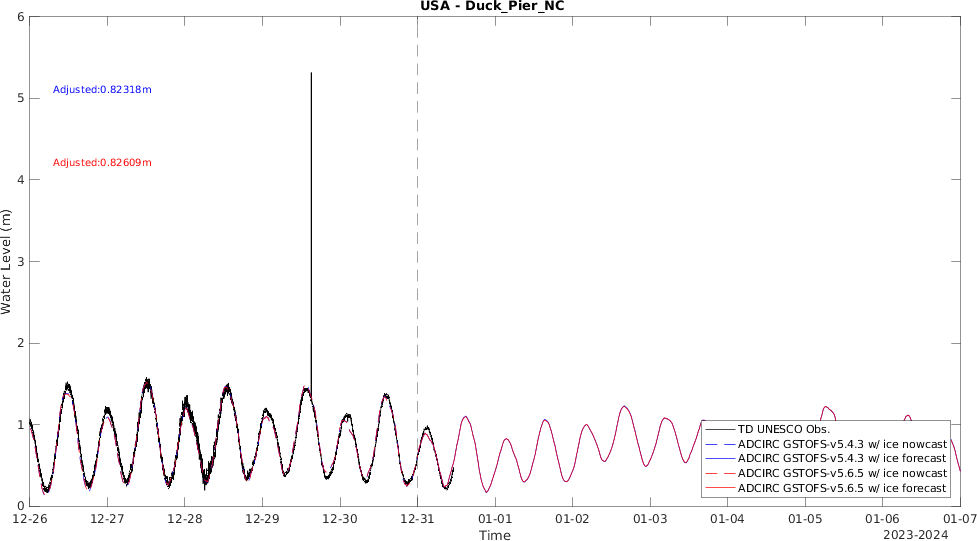 USA - Duck_Pier_NC
6
5
4
3
2
1
0
Water Level (m)
Adjusted:0.82318m
Adjusted:0.82609m
TD UNESCO Obs.
ADCIRC GSTOFS-v5.4.3 w/ ice nowcast
ADCIRC GSTOFS-v5.4.3 w/ ice forecast
ADCIRC GSTOFS-v5.6.5 w/ ice nowcast
ADCIRC GSTOFS-v5.6.5 w/ ice forecast
12-26 12-27 12-28 12-29 12-30 12-31 01-01 01-02 01-03 01-04 01-05 01-06 01-07
Time
2023-2024